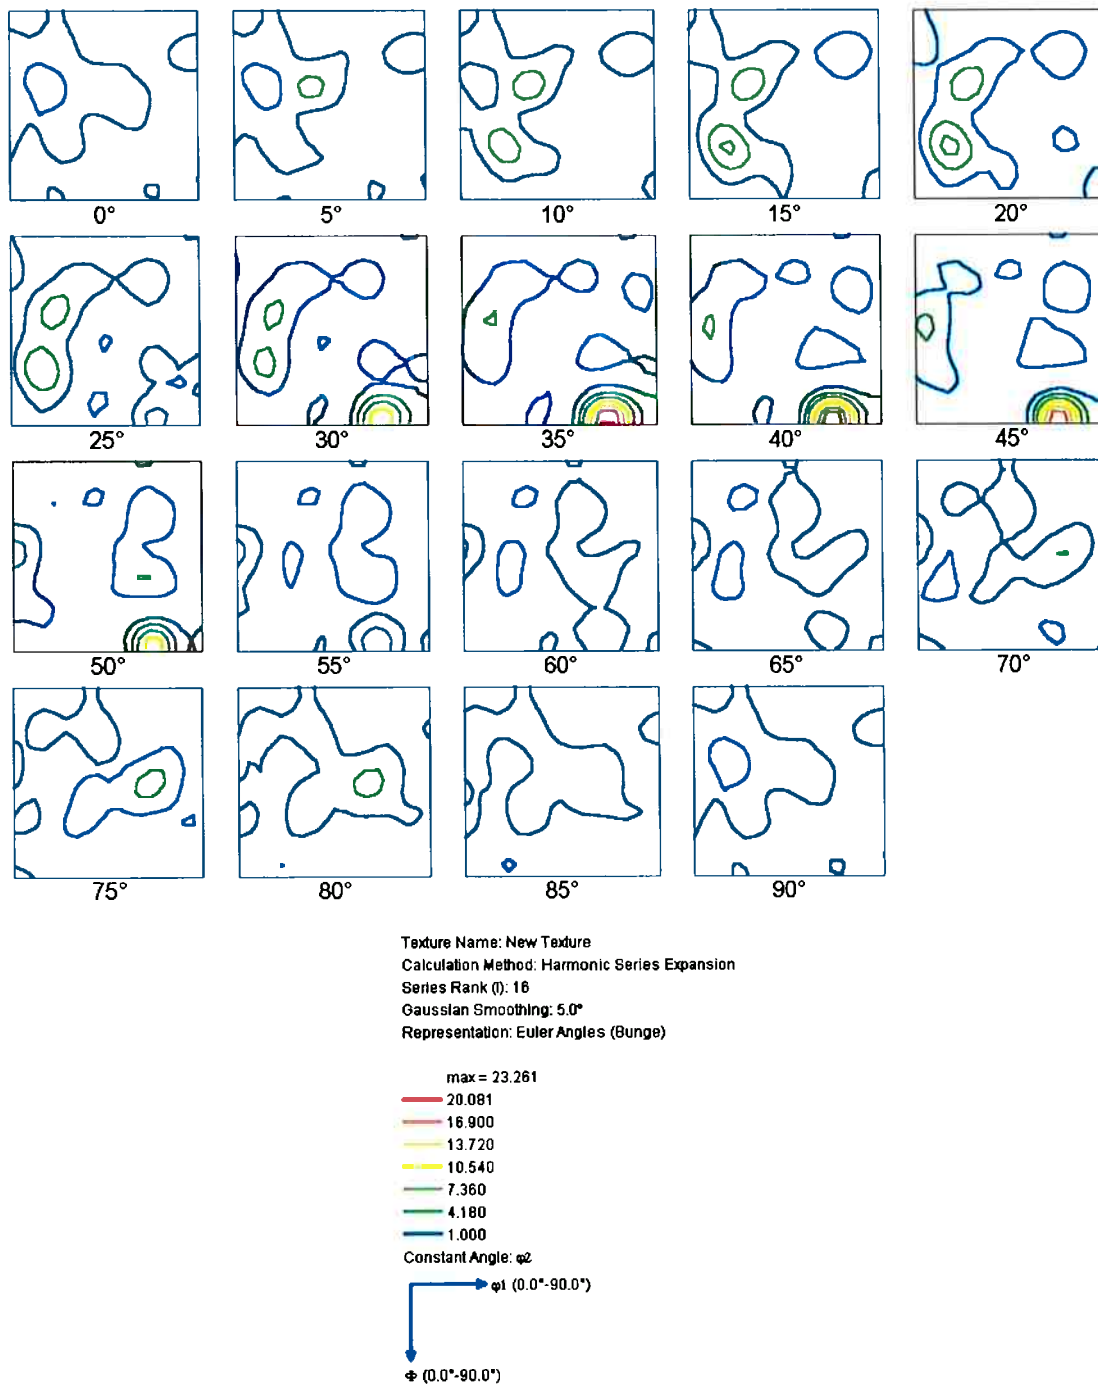 0° 5° 10° 15° 20°
25° 30° 35° 40° 45°
50° 55° 60° 65° 70°
75° 80° 85° 90°
Texture Name: New Texture
Calculation Method: Harmonic Series Expansion
Series Rank (l): 16
Gaussian Smoothing: 5.0°
Representation: Euler Angles (Bunge)
max = 23.261
20.081
16.900
13.720
10.540
7.360
4.180
1.000
Constant Angle: φ2
φ1 (0.0°-90.0°)
Φ (0.0°-90.0°)